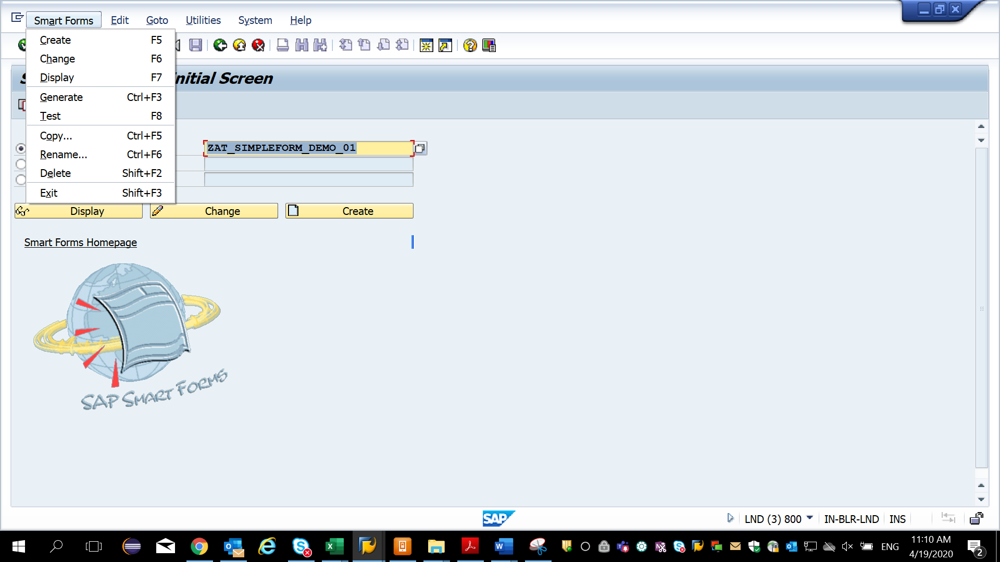 Smart Forms Edit Goto Utilities System Help
Create F5
Change F6
Display F7
Generate Ctrl+F3
Test F8
Copy... Ctrl+F5
Rename... Ctrl+F6
Delete Shift+F2
Exit Shift+F3
S nitial Screen
ZAT_SIMPLEFORM_DEMO_01
Display Change Create
Smart Forms Homepage
SAP SMART FORMS
SAP
LND (3) 800 IN-BLR-LND INS
ENG
11:10 AM
4/19/2020
2